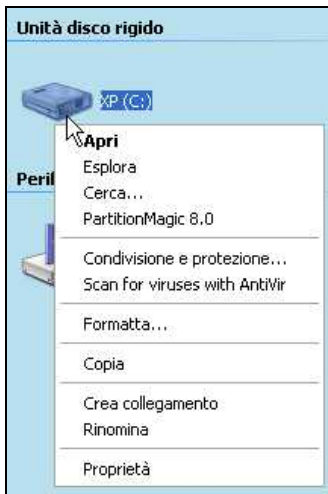 Unità disco rigido
XP (C:)
Apri
Esplora
Peril
Cerca...
PartitionMagic 8.0
Condivisione e protezione...
Scan for viruses with AntiVir
Formatta...
Copia
Crea collegamento
Rinomina
Proprietà